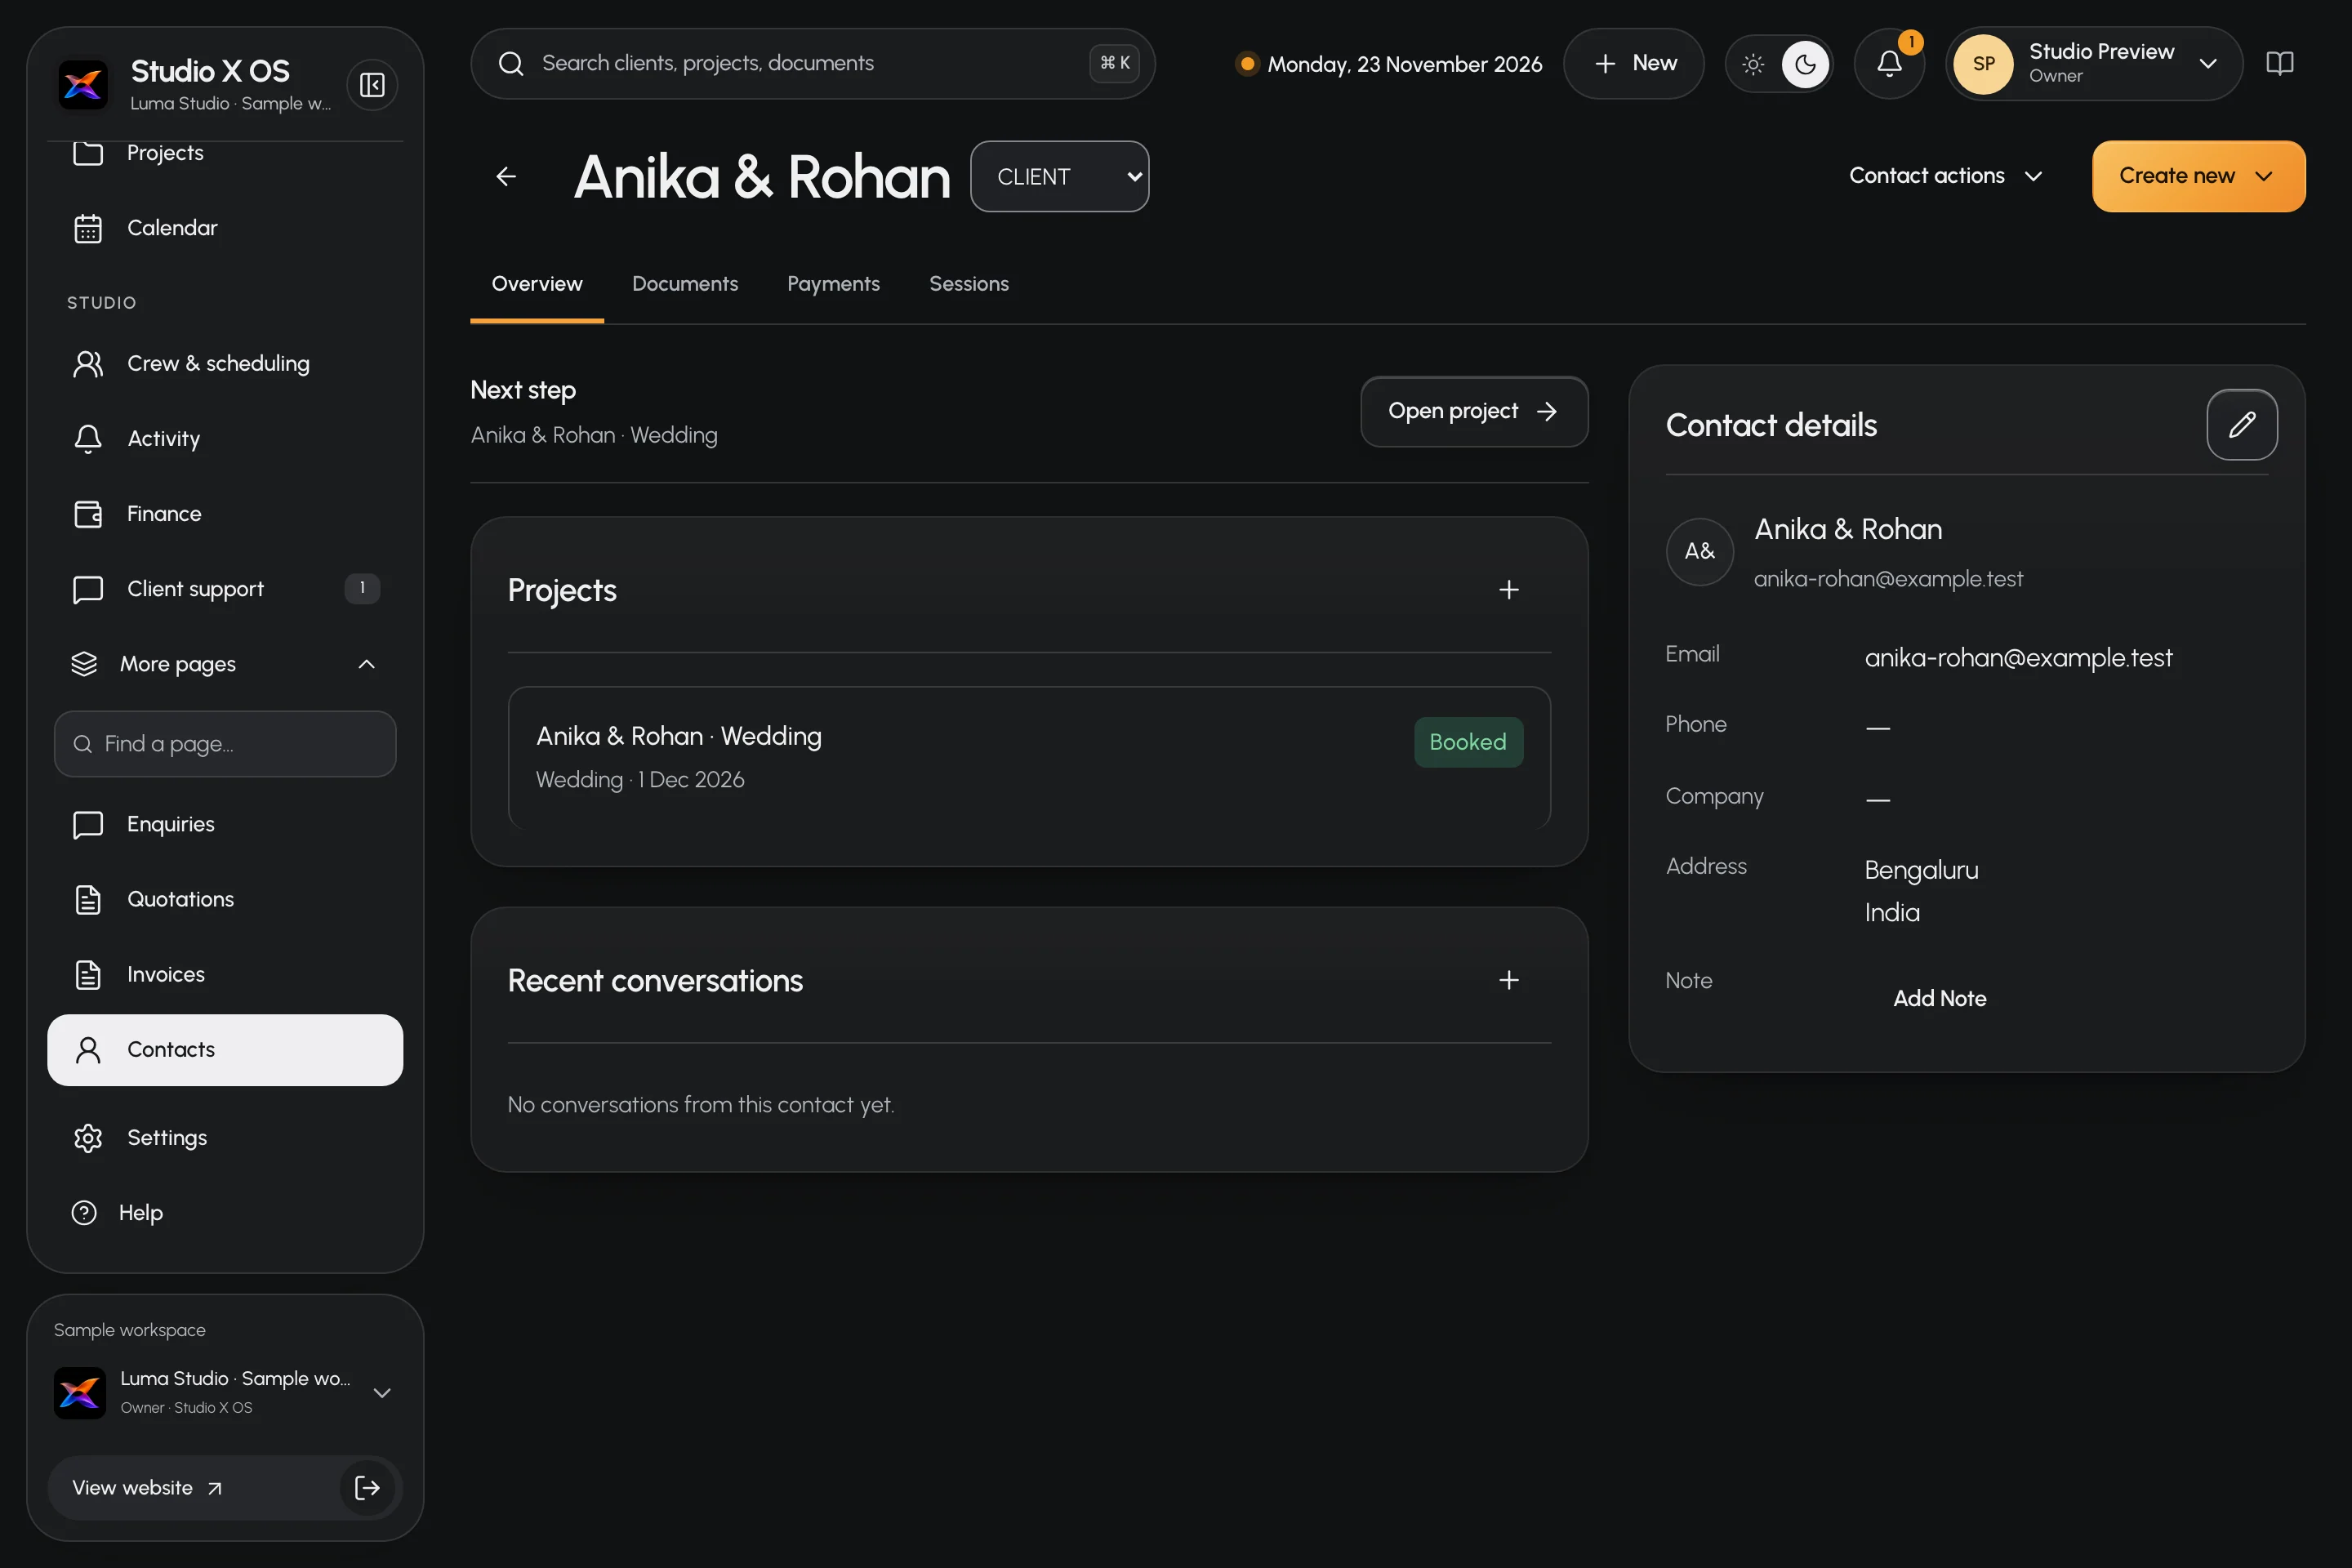 Studio X OS
Luma Studio · Sample w...
Projects
Calendar
STUDIO
Crew & scheduling
Activity
Finance
Client support 1
More pages
Find a page...
Enquiries
Quotations
Invoices
Contacts
Settings
Help
Sample workspace
Luma Studio · Sample wo...
Owner · Studio X OS
View website
Search clients, projects, documents ⌘ K
Monday, 23 November 2026
New
1
SP
Studio Preview
Owner
Anika & Rohan CLIENT
Contact actions
Create new
Overview Documents Payments Sessions
Next step
Anika & Rohan · Wedding
Open project
Projects
Anika & Rohan · Wedding
Wedding · 1 Dec 2026
Booked
Recent conversations
No conversations from this contact yet.
Contact details
A&
Anika & Rohan
anika-rohan@example.test
Email anika-rohan@example.test
Phone —
Company —
Address Bengaluru
India
Note Add Note